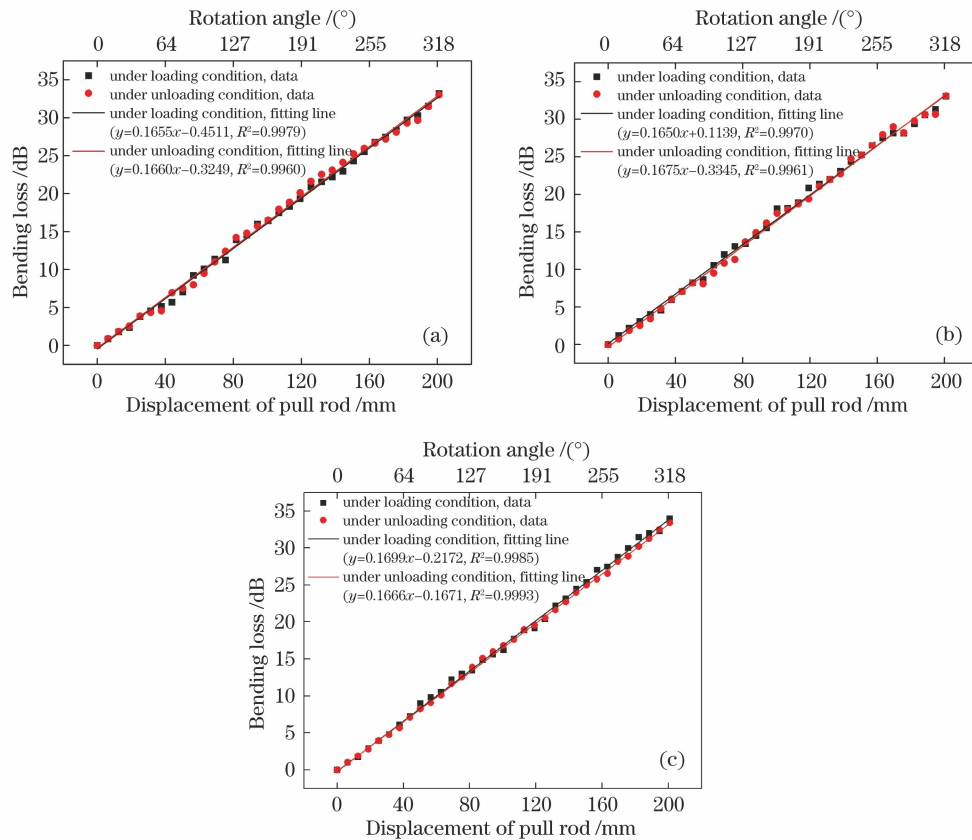 Rotation angle /(°)
0 64 127 191 255 318
35
30
25
20
15
10
5
0
Bending loss /dB
under loading condition, data
under unloading condition, data
under loading condition, fitting line
(y=0.1655x−0.4511, R²=0.9979)
under unloading condition, fitting line
(y=0.1660x−0.3249, R²=0.9960)
(a)
0 40 80 120 160 200
Displacement of pull rod /mm
Rotation angle /(°)
0 64 127 191 255 318
35
30
25
20
15
10
5
0
Bending loss /dB
under loading condition, data
under unloading condition, data
under loading condition, fitting line
(y=0.1650x+0.1139, R²=0.9970)
under unloading condition, fitting line
(y=0.1675x−0.3345, R²=0.9961)
(b)
0 40 80 120 160 200
Displacement of pull rod /mm
Rotation angle /(°)
0 64 127 191 255 318
35
30
25
20
15
10
5
0
Bending loss /dB
under loading condition, data
under unloading condition, data
under loading condition, fitting line
(y=0.1699x−0.2172, R²=0.9985)
under unloading condition, fitting line
(y=0.1666x−0.1671, R²=0.9993)
(c)
0 40 80 120 160 200
Displacement of pull rod /mm